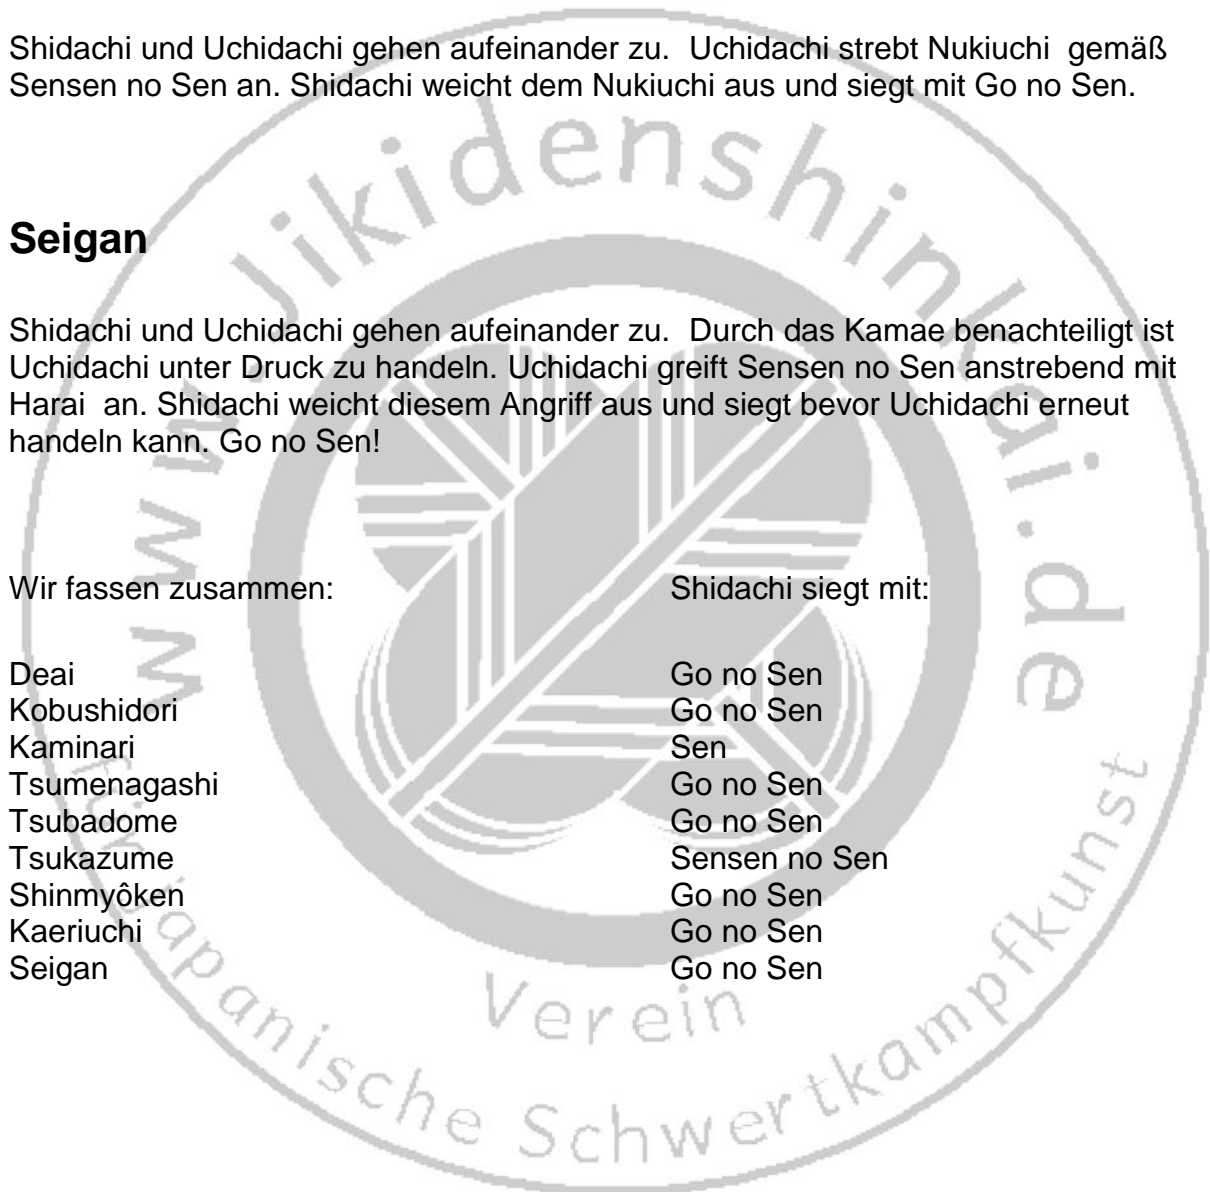 Shidachi und Uchidachi gehen aufeinander zu.  Uchidachi strebt Nukiuchi  gemäß
Sensen no Sen an. Shidachi weicht dem Nukiuchi aus und siegt mit Go no Sen.
Seigan
Shidachi und Uchidachi gehen aufeinander zu.  Durch das Kamae benachteiligt ist
Uchidachi unter Druck zu handeln. Uchidachi greift Sensen no Sen anstrebend mit
Harai  an. Shidachi weicht diesem Angriff aus und siegt bevor Uchidachi erneut
handeln kann. Go no Sen!
Wir fassen zusammen: Shidachi siegt mit:
Deai Go no Sen
Kobushidori Go no Sen
Kaminari Sen
Tsumenagashi Go no Sen
Tsubadome Go no Sen
Tsukazume Sensen no Sen
Shinmyôken Go no Sen
Kaeriuchi Go no Sen
Seigan Go no Sen
www.Jikidenshinkai.de
Verein
für japanische Schwertkampfkunst